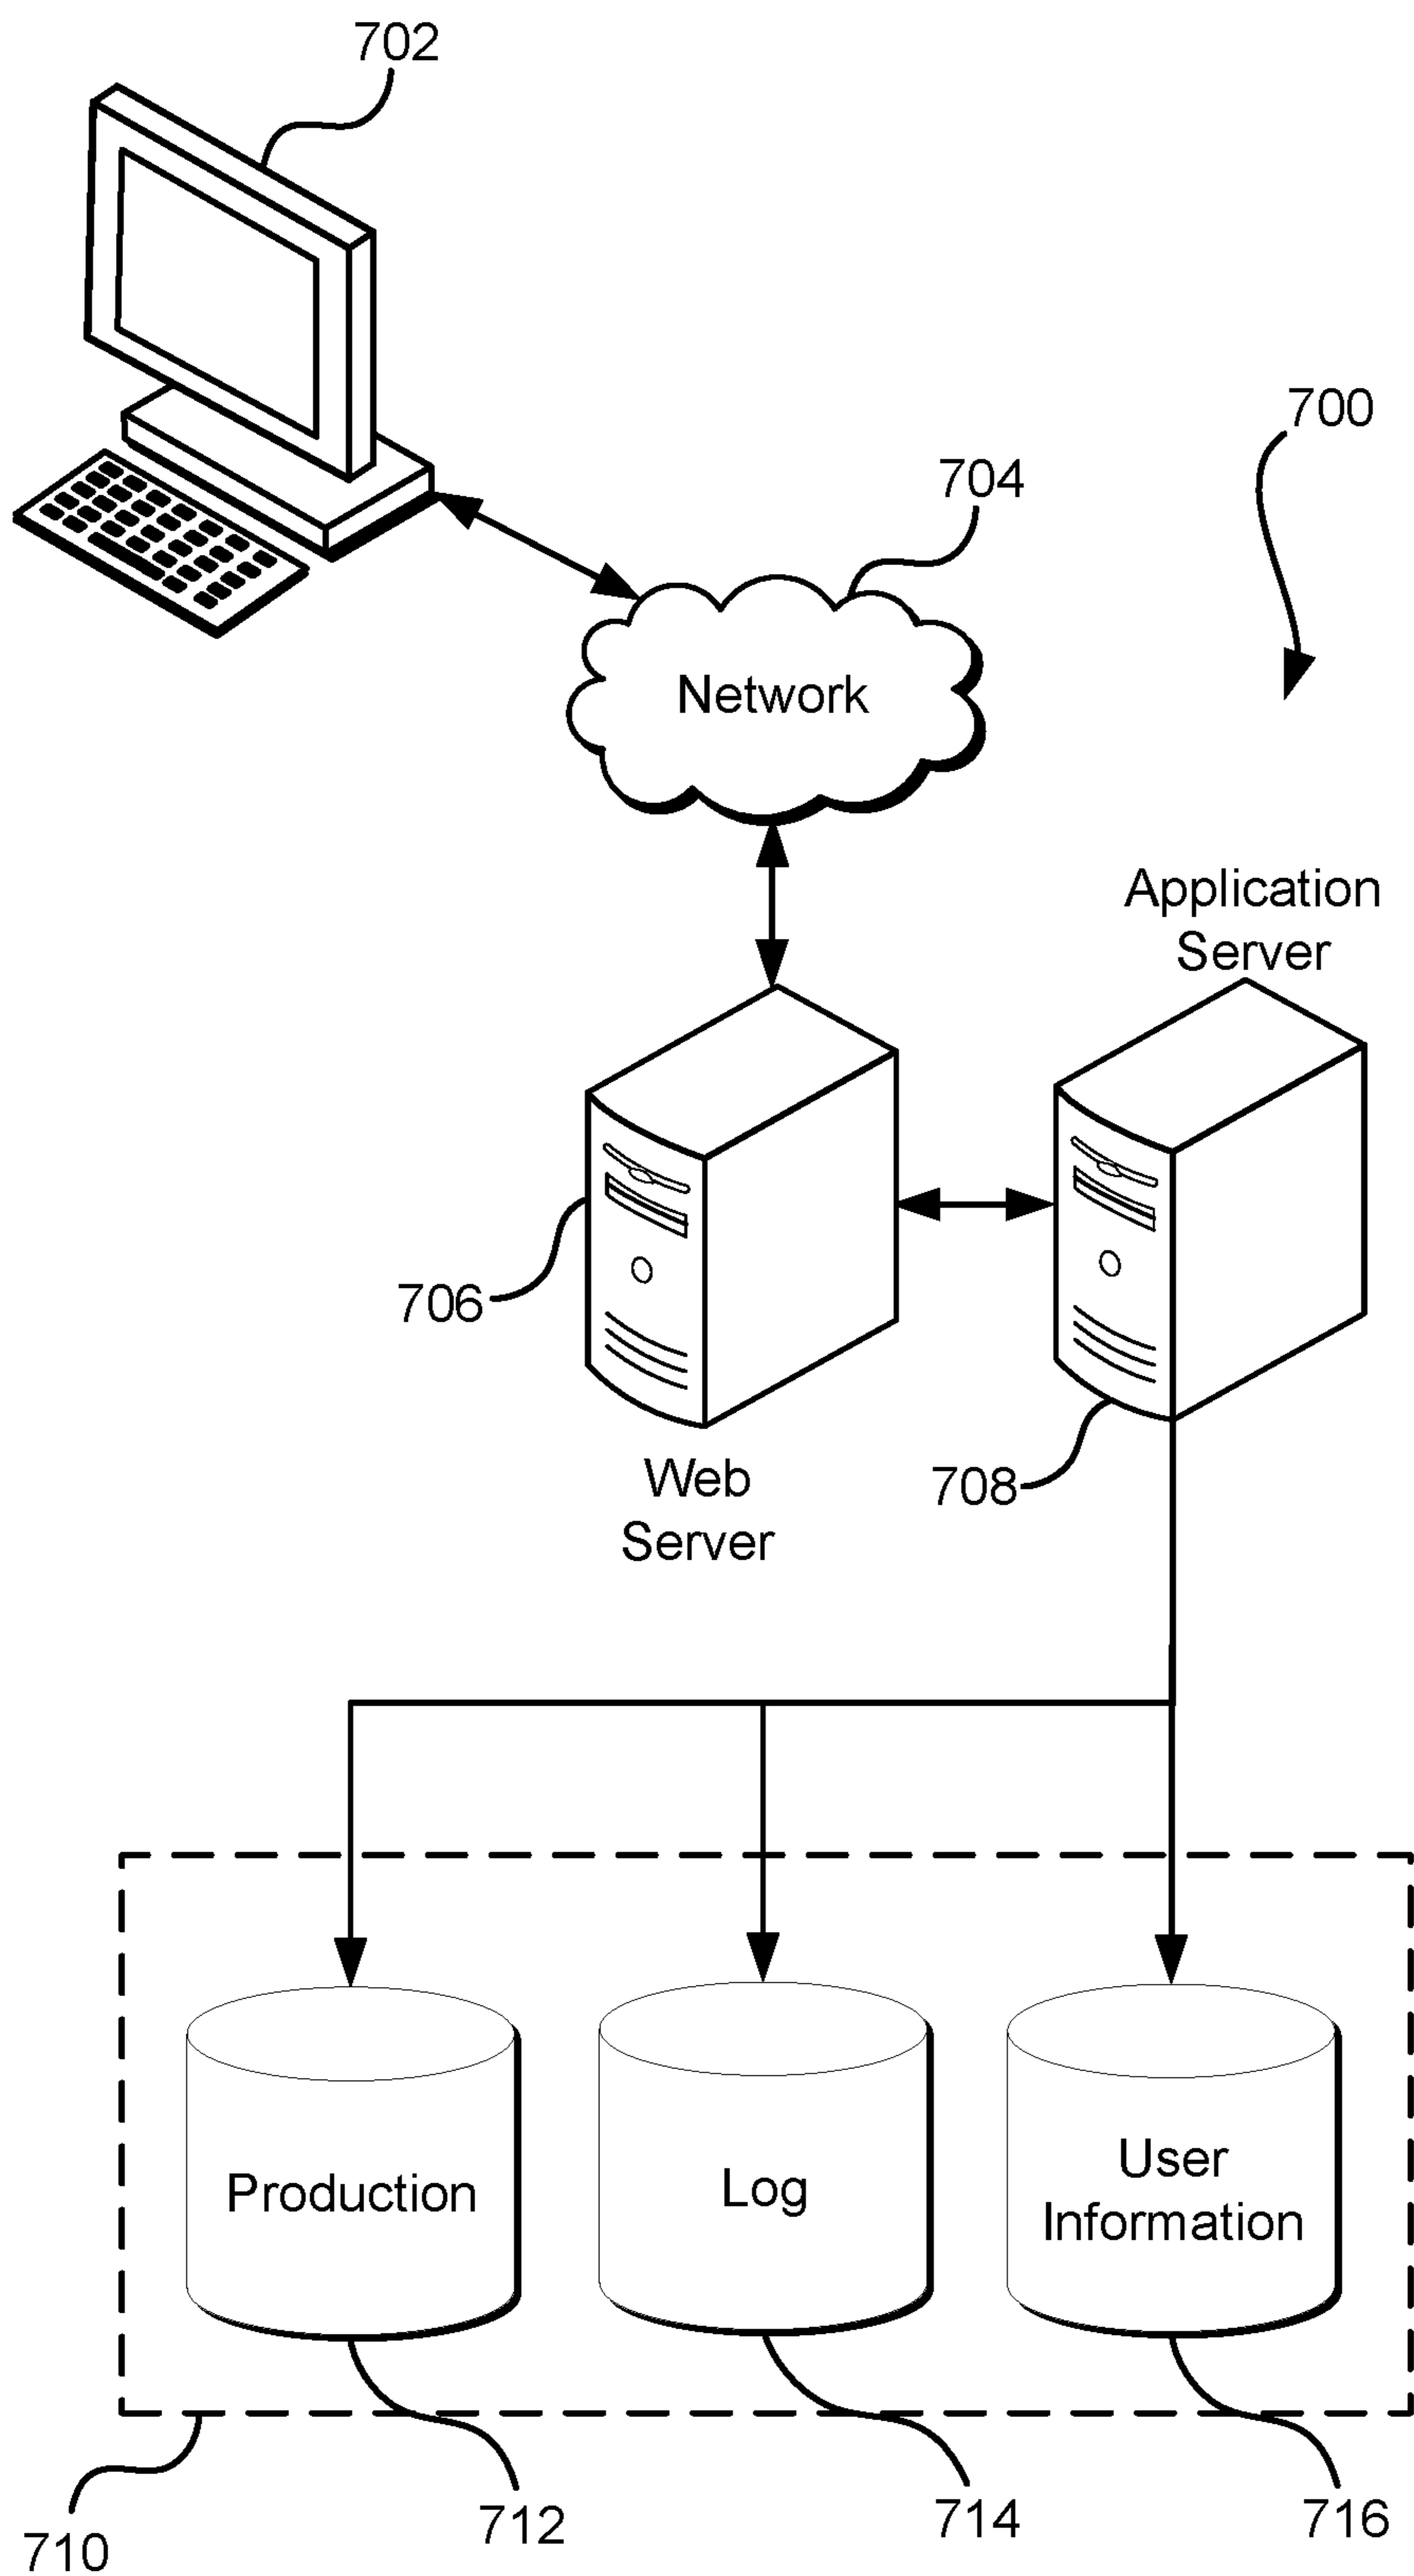 702
700
704
Network
Application
Server
706
708
Web
Server
Production
Log
User
Information
710
712
714
716